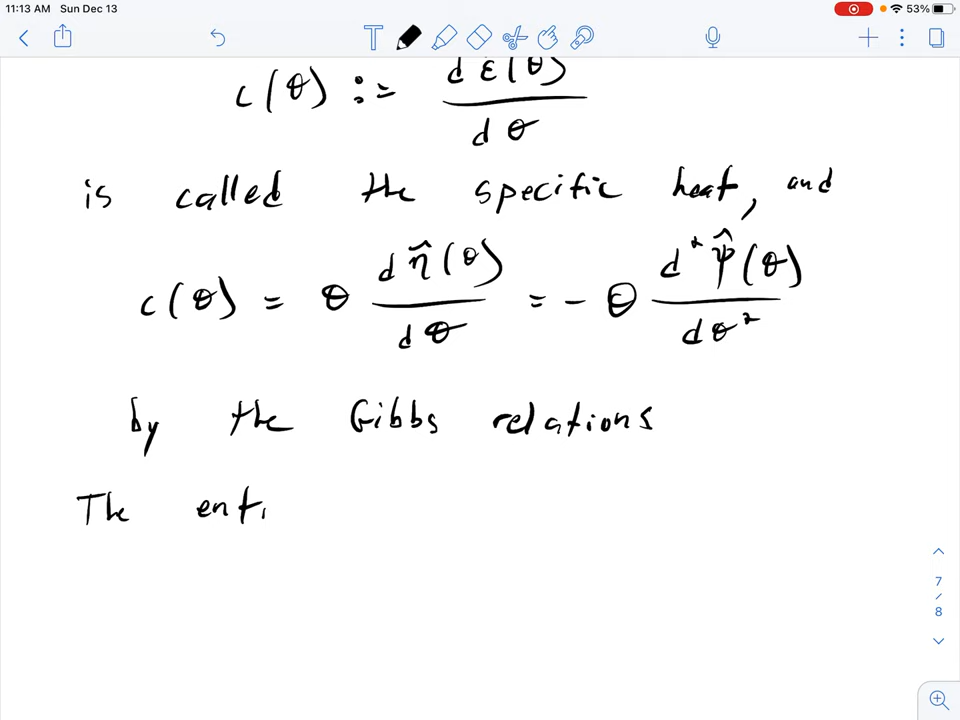 11:13 AM Sun Dec 13
53%
T
c(θ) := dε(θ) / dθ
is called the specific heat, and
c(θ) = θ dη̂(θ) / dθ = -θ d²ψ̂(θ) / dθ²
by the Gibbs relations
The ent
7
/
8